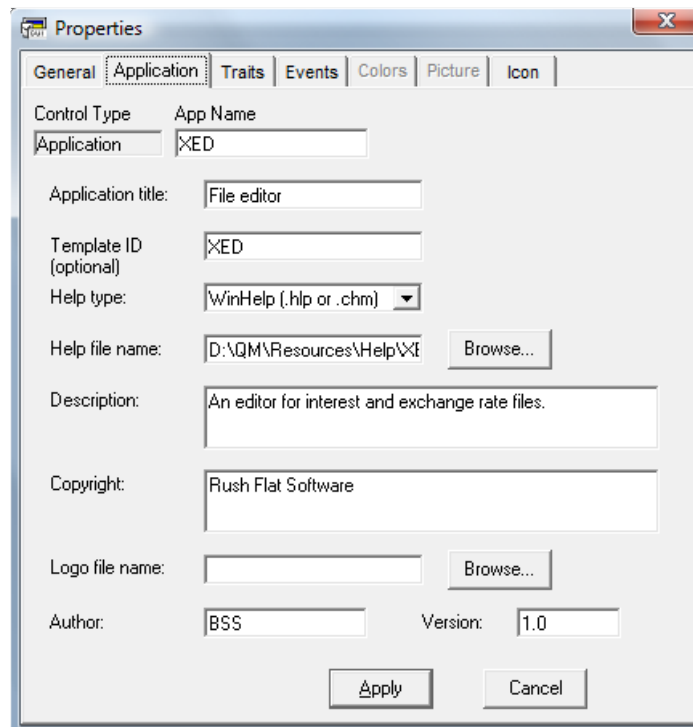 Properties
General Application Traits Events Colors Picture Icon
Control Type App Name
Application XED
Application title: File editor
Template ID XED
(optional)
Help type: WinHelp (.hlp or .chm)
Help file name: D:\QM\Resources\Help\XE Browse...
Description: An editor for interest and exchange rate files.
Copyright: Rush Flat Software
Logo file name: Browse...
Author: BSS Version: 1.0
Apply Cancel